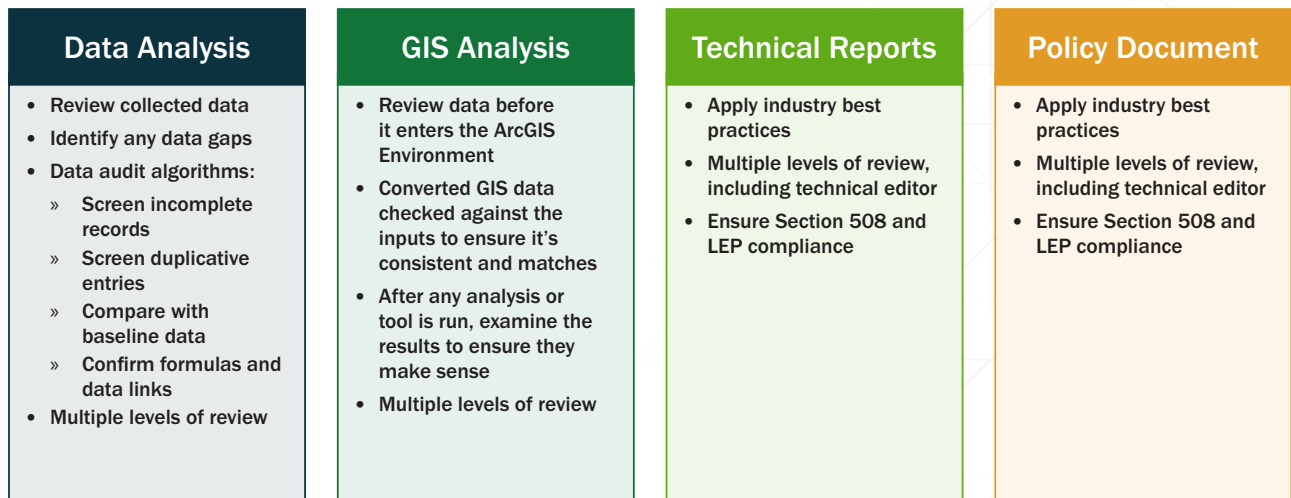 Data Analysis
• Review collected data
• Identify any data gaps
• Data audit algorithms:
» Screen incomplete
records
» Screen duplicative
entries
» Compare with
baseline data
» Confirm formulas and
data links
• Multiple levels of review
GIS Analysis
• Review data before
it enters the ArcGIS
Environment
• Converted GIS data
checked against the
inputs to ensure it's
consistent and matches
• After any analysis or
tool is run, examine the
results to ensure they
make sense
• Multiple levels of review
Technical Reports
• Apply industry best
practices
• Multiple levels of review,
including technical editor
• Ensure Section 508 and
LEP compliance
Policy Document
• Apply industry best
practices
• Multiple levels of review,
including technical editor
• Ensure Section 508 and
LEP compliance